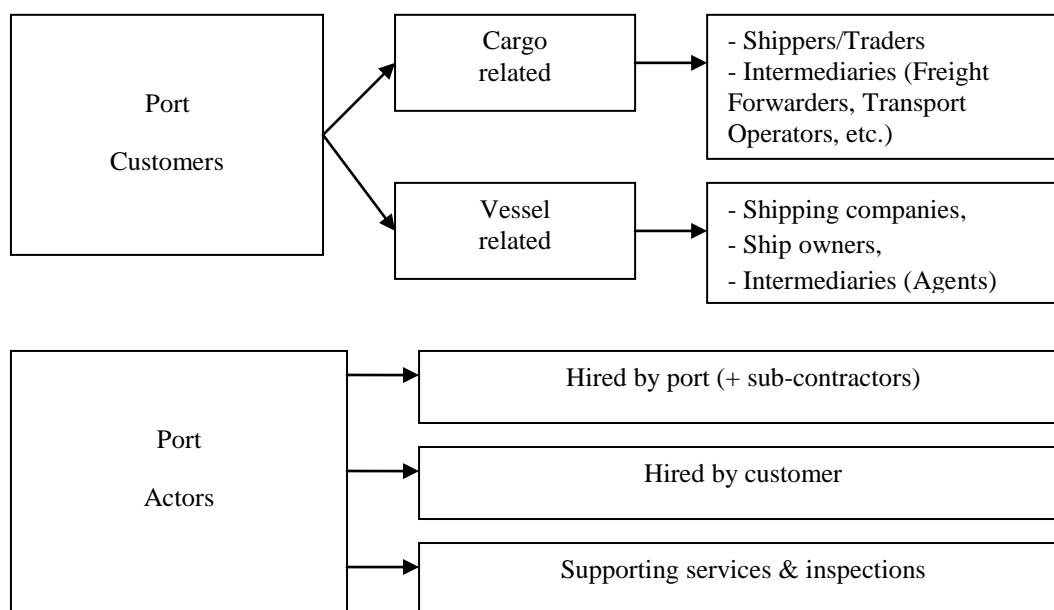 Port
Customers
Cargo
related
- Shippers/Traders
- Intermediaries (Freight
Forwarders, Transport
Operators, etc.)
Vessel
related
- Shipping companies,
- Ship owners,
- Intermediaries (Agents)
Port
Actors
Hired by port (+ sub-contractors)
Hired by customer
Supporting services & inspections